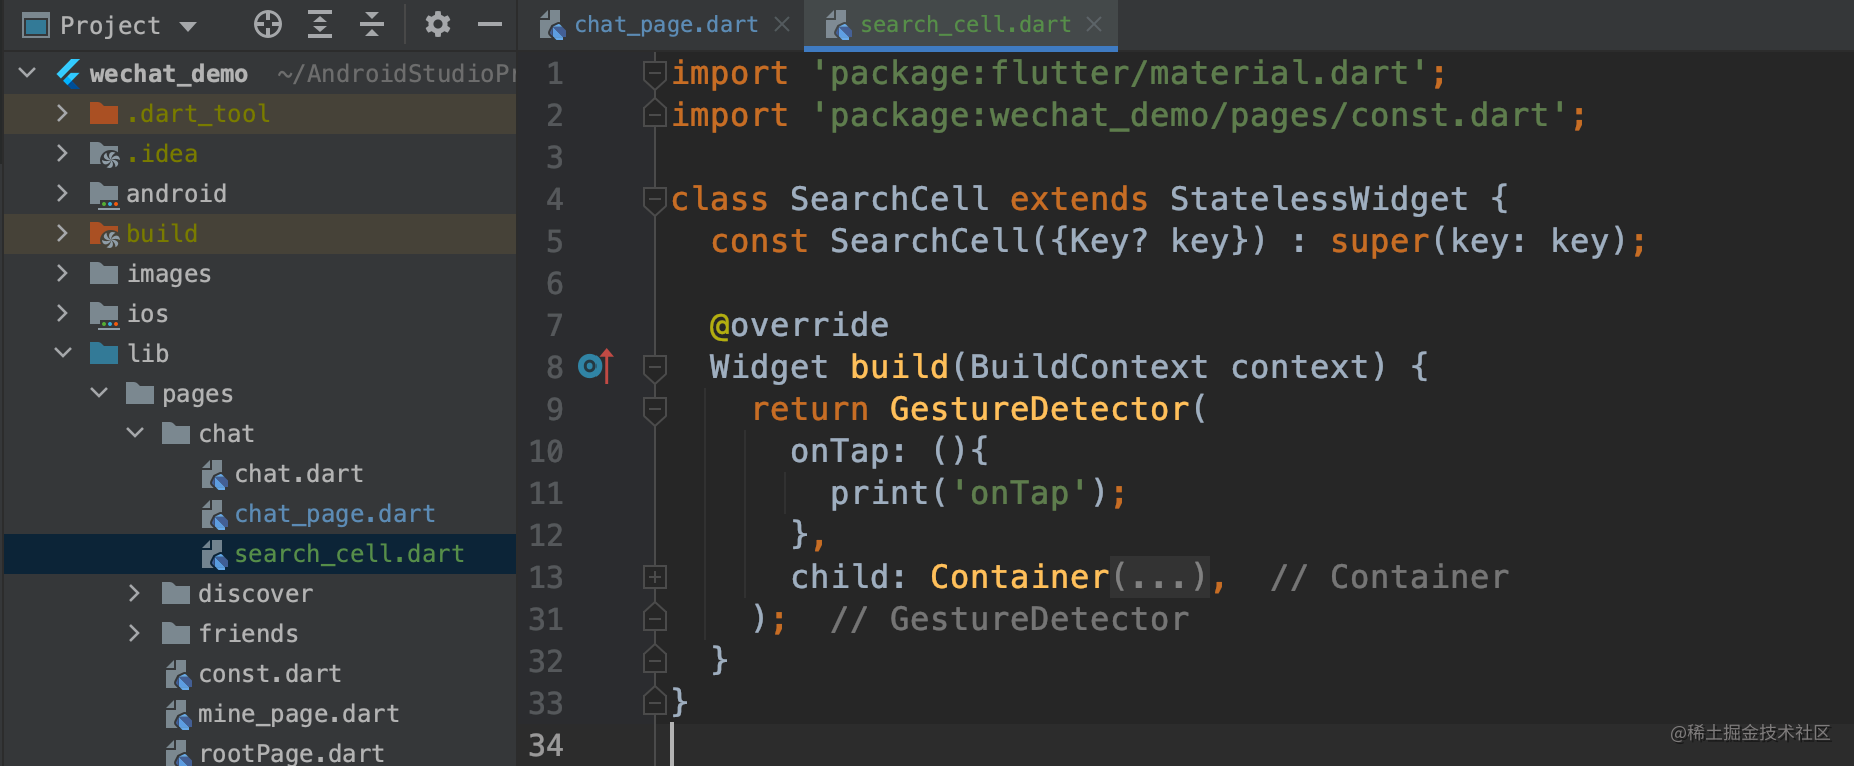 Project
wechat_demo ~/AndroidStudioPr
.dart_tool
.idea
android
build
images
ios
lib
pages
chat
chat.dart
chat_page.dart
search_cell.dart
discover
friends
const.dart
mine_page.dart
rootPage.dart
chat_page.dart
search_cell.dart
1 import 'package:flutter/material.dart';
2 import 'package:wechat_demo/pages/const.dart';
3
4 class SearchCell extends StatelessWidget {
5 const SearchCell({Key? key}) : super(key: key);
6
7 @override
8 Widget build(BuildContext context) {
9 return GestureDetector(
10 onTap: (){
11 print('onTap');
12 },
13 child: Container(...), // Container
31 ); // GestureDetector
32 }
33 }
34
@稀土掘金技术社区